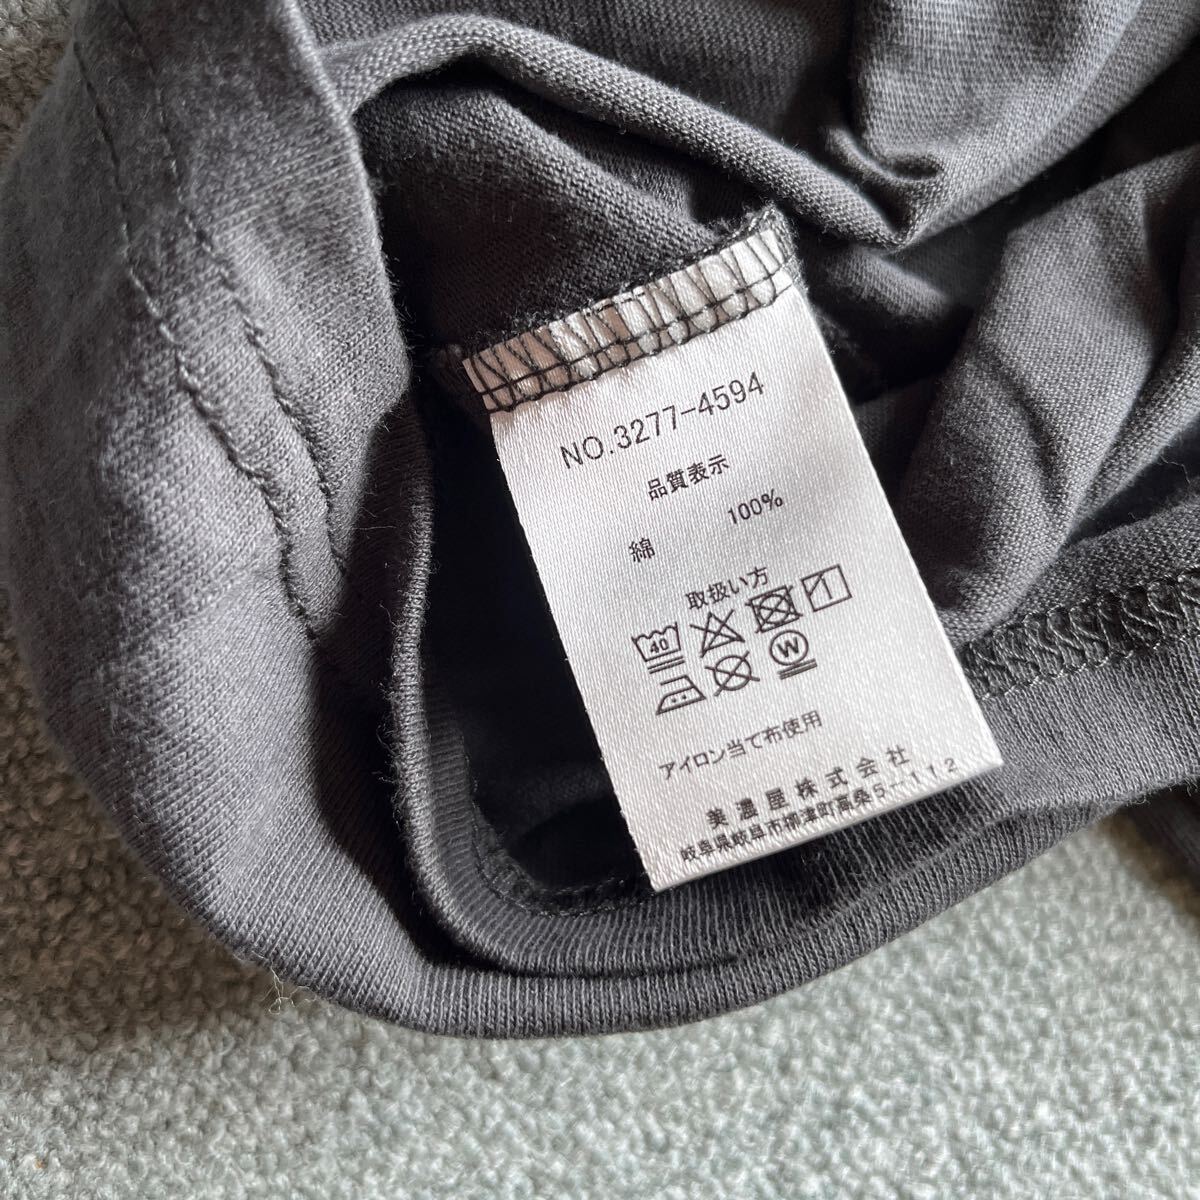 NO.3277-4594
品質表示
綿 100%
取扱い方
40
W
アイロン当て布使用
美濃屋株式会社
岐阜県岐阜市柳津町高桑5-112